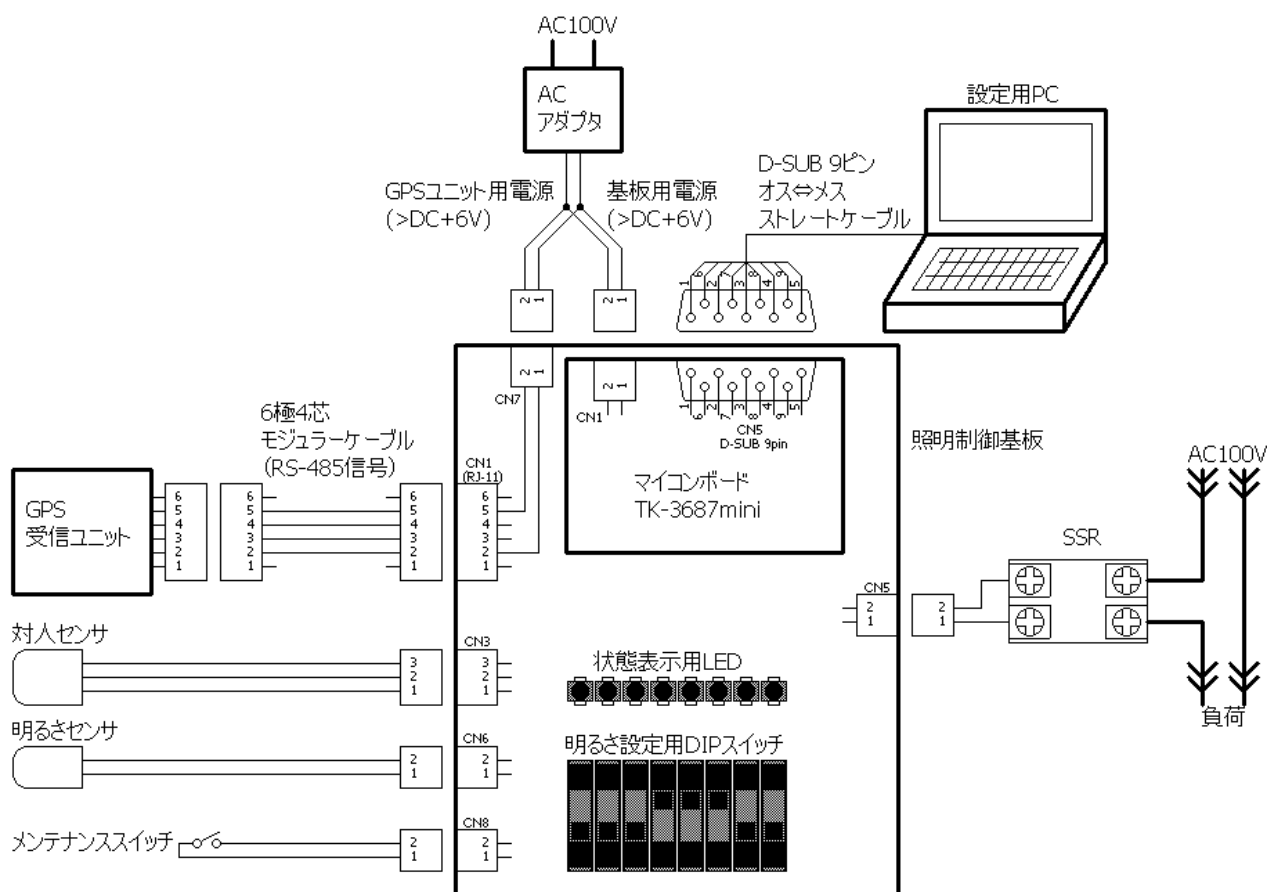 AC100V
AC
アダプタ
設定用PC
D-SUB 9ピン
オス⇔メス
ストレートケーブル
GPSユニット用電源
(>DC+6V)
基板用電源
(>DC+6V)
1 6 2 7 3 8 4 9 5
2 1
2 1
2 1
CN7
2 1
CN1
1 6 2 7 3 8 4 9 5
CN5
D-SUB 9pin
マイコンボード
TK-3687mini
照明制御基板
6極4芯
モジュラーケーブル
(RS-485信号)
CN1
(RJ-11)
GPS
受信ユニット
6
5
4
3
2
1
6
5
4
3
2
1
6
5
4
3
2
1
6
5
4
3
2
1
AC100V
SSR
CN5
2
1
2
1
負荷
対人センサ
3
2
1
CN3
3
2
1
状態表示用LED
明るさセンサ
2
1
CN6
2
1
明るさ設定用DIPスイッチ
メンテナンススイッチ
2
1
CN8
2
1